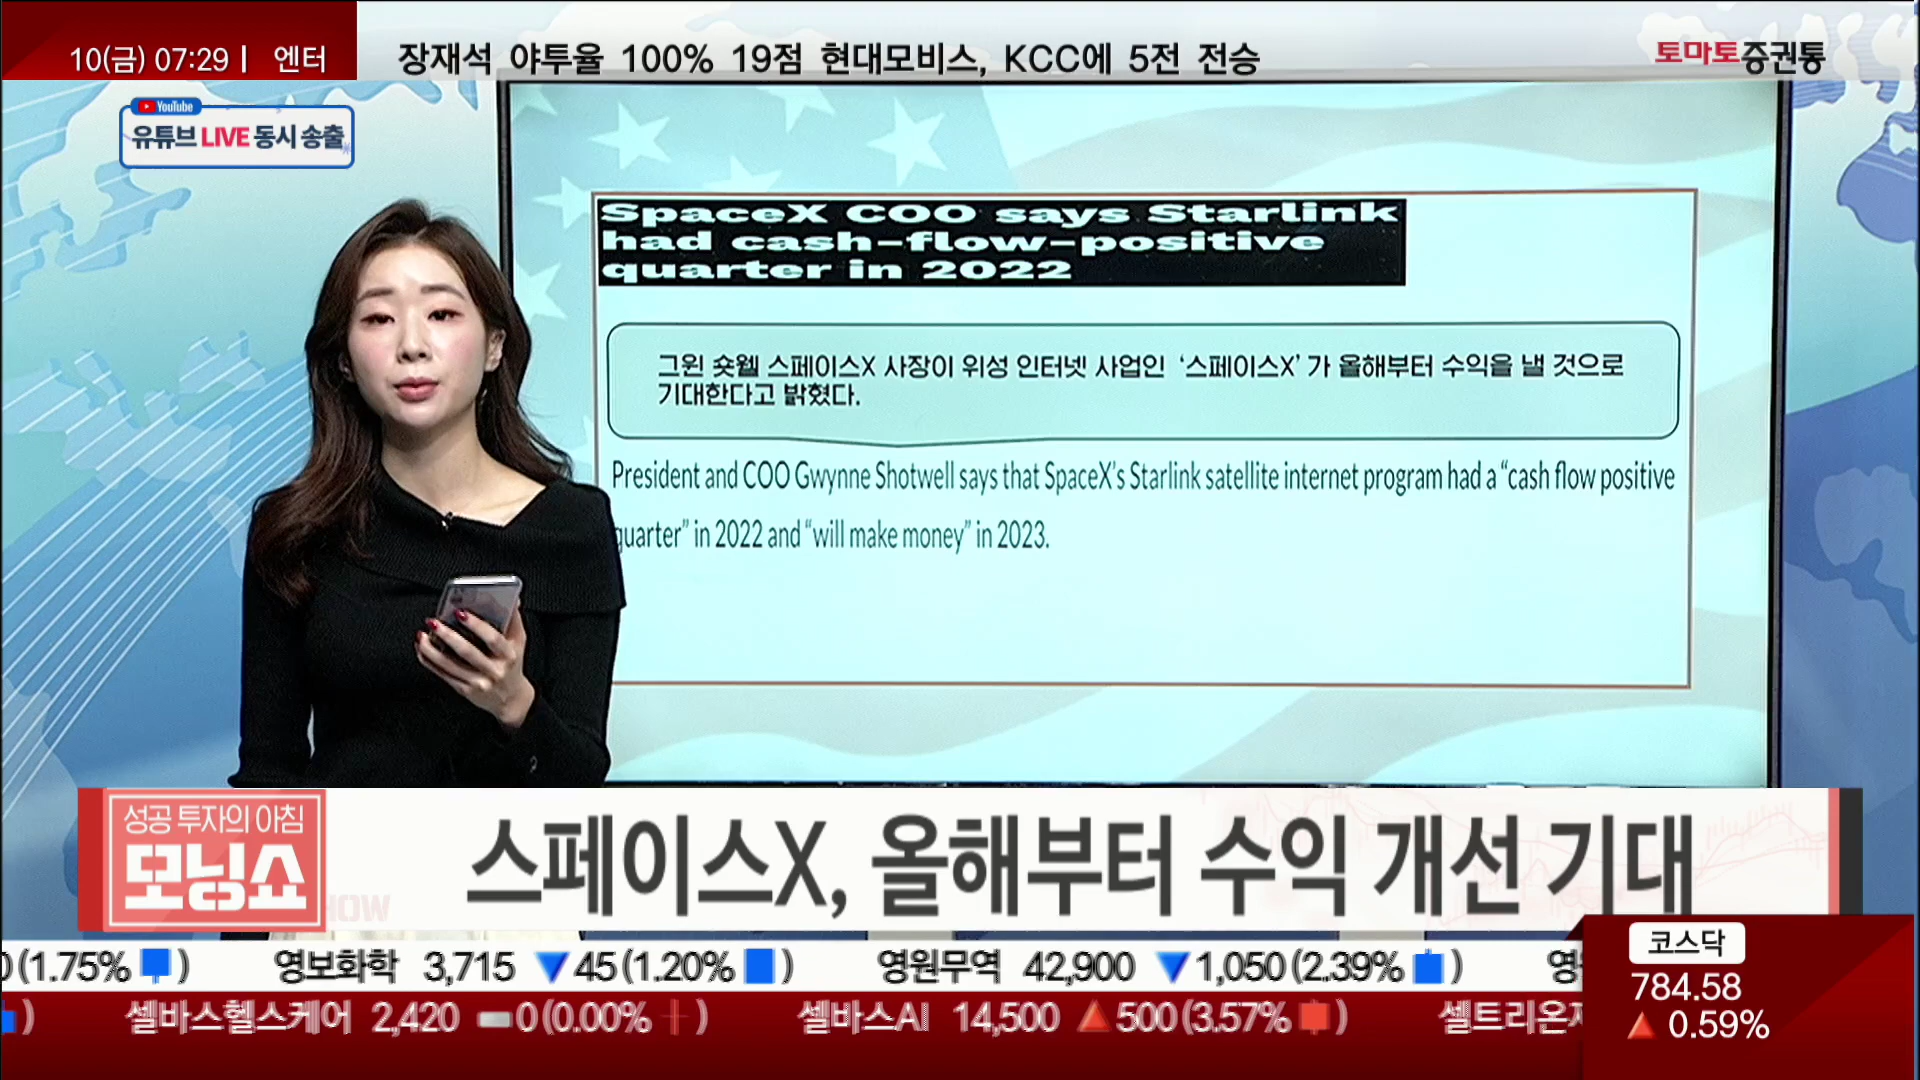 10(금) 07:29 | 엔터
장재석 야투율 100% 19점 현대모비스, KCC에 5전 전승
토마토증권통
YouTube
유튜브 LIVE 동시 송출
SpaceX COO says Starlink
had cash-flow-positive
quarter in 2022
그윈 숏웰 스페이스X 사장이 위성 인터넷 사업인 ‘스페이스X’가 올해부터 수익을 낼 것으로
기대한다고 밝혔다.
President and COO Gwynne Shotwell says that SpaceX's Starlink satellite internet program had a “cash flow positive
quarter” in 2022 and “will make money” in 2023.
성공 투자의 아침
모닝쇼
스페이스X, 올해부터 수익 개선 기대
0(1.75% ) 영보화학 3,715 ▼45(1.20% ) 영원무역 42,900 ▼1,050(2.39% )
코스닥
784.58
▲ 0.59%
) 셀바스헬스케어 2,420 0(0.00% ) 셀바스AI 14,500 ▲500(3.57% ) 셀트리온제